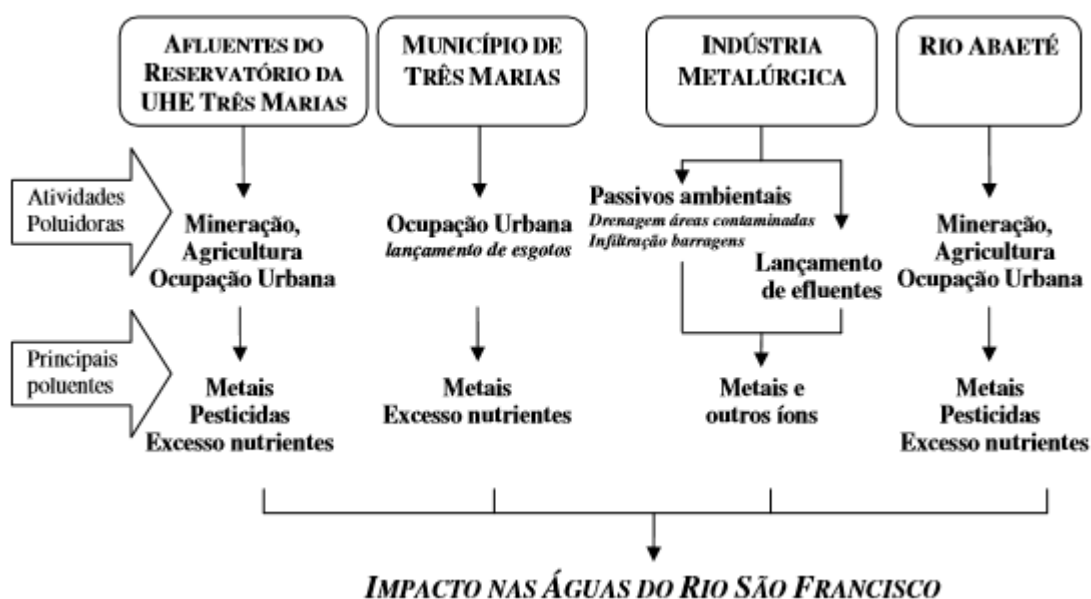 AFLUENTES DO
RESERVATÓRIO DA
UHE TRÊS MARIAS
MUNICÍPIO DE
TRÊS MARIAS
INDÚSTRIA
METALÚRGICA
RIO ABAETÉ
Atividades
Poluidoras
Mineração,
Agricultura
Ocupação Urbana
Ocupação Urbana
lançamento de esgotos
Passivos ambientais
Drenagem áreas contaminadas
Infiltração barragens
Lançamento
de efluentes
Mineração,
Agricultura
Ocupação Urbana
Principais
poluentes
Metais
Pesticidas
Excesso nutrientes
Metais
Excesso nutrientes
Metais e
outros íons
Metais
Pesticidas
Excesso nutrientes
IMPACTO NAS ÁGUAS DO RIO SÃO FRANCISCO